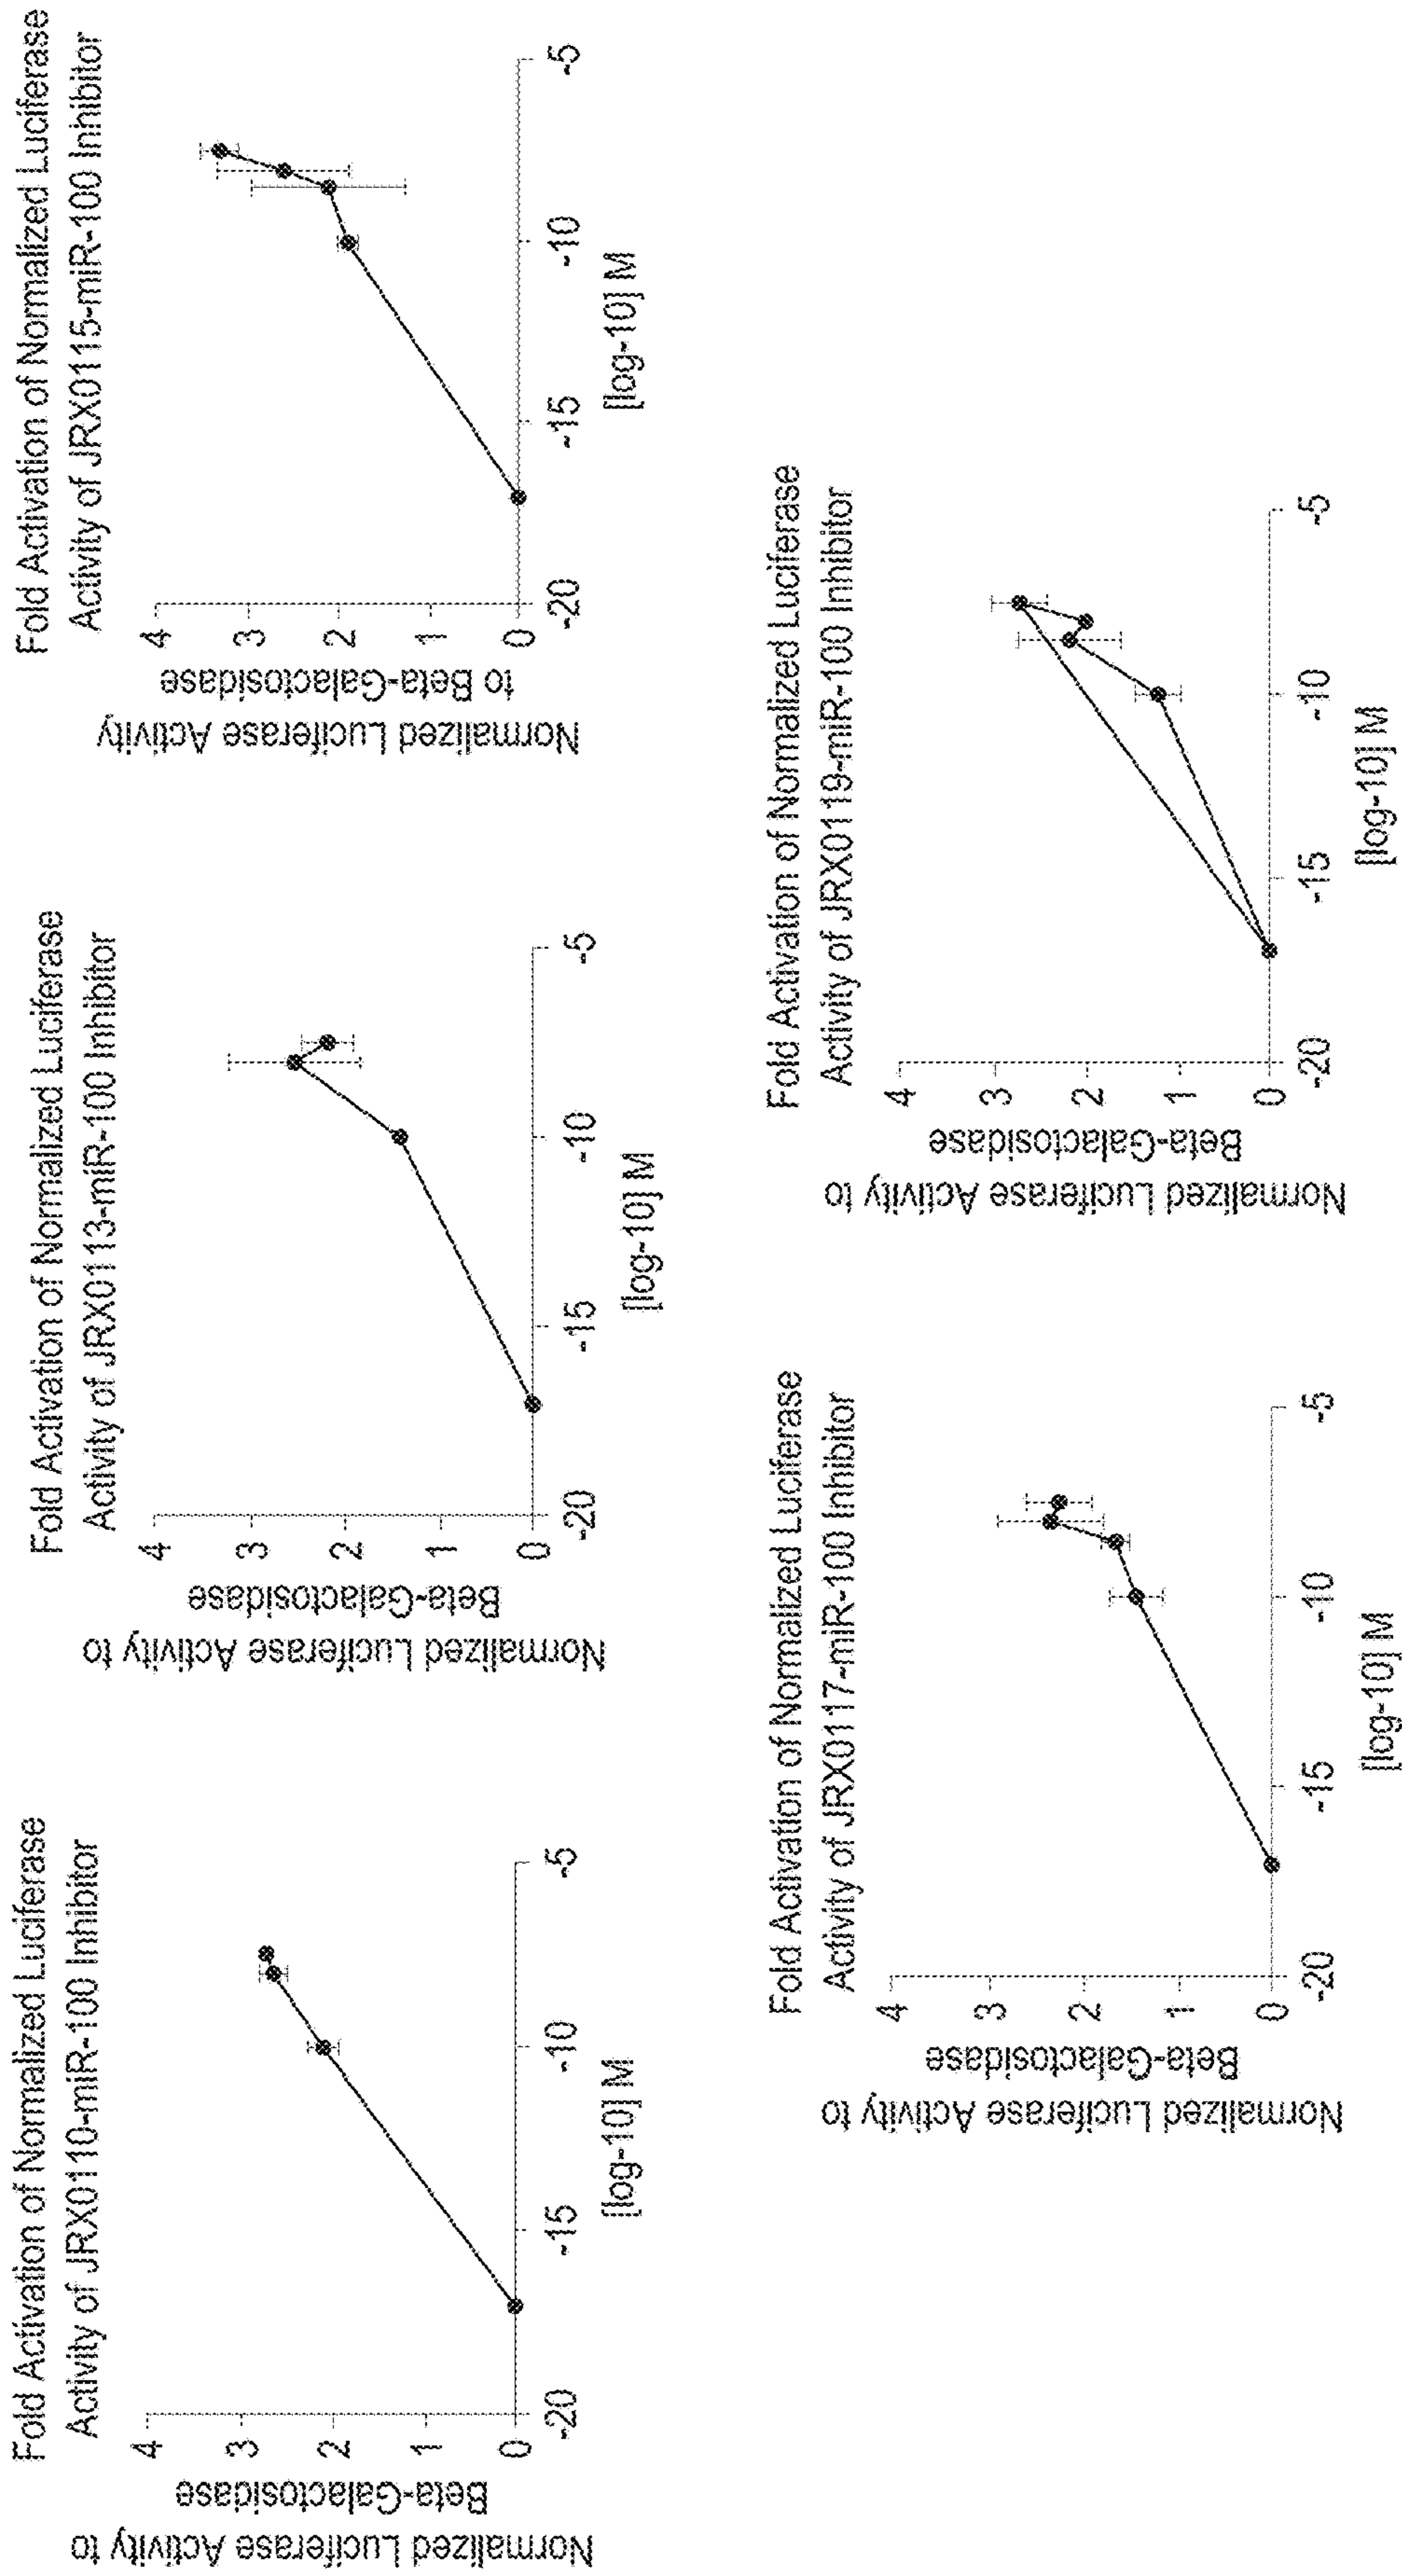 Fold Activation of Normalized Luciferase
Activity of JRX0110-miR-100 Inhibitor
Normalized Luciferase Activity to
Beta-Galactosidase
4
3
2
1
0
-20
-15
-10
-5
[log-10] M
Fold Activation of Normalized Luciferase
Activity of JRX0113-miR-100 Inhibitor
Normalized Luciferase Activity to
Beta-Galactosidase
4
3
2
1
0
-20
-15
-10
-5
[log-10] M
Fold Activation of Normalized Luciferase
Activity of JRX0115-miR-100 Inhibitor
Normalized Luciferase Activity
to Beta-Galactosidase
4
3
2
1
0
-20
-15
-10
-5
[log-10] M
Fold Activation of Normalized Luciferase
Activity of JRX0117-miR-100 Inhibitor
Normalized Luciferase Activity to
Beta-Galactosidase
4
3
2
1
0
-20
-15
-10
-5
[log-10] M
Fold Activation of Normalized Luciferase
Activity of JRX0119-miR-100 Inhibitor
Normalized Luciferase Activity to
Beta-Galactosidase
4
3
2
1
0
-20
-15
-10
-5
[log-10] M